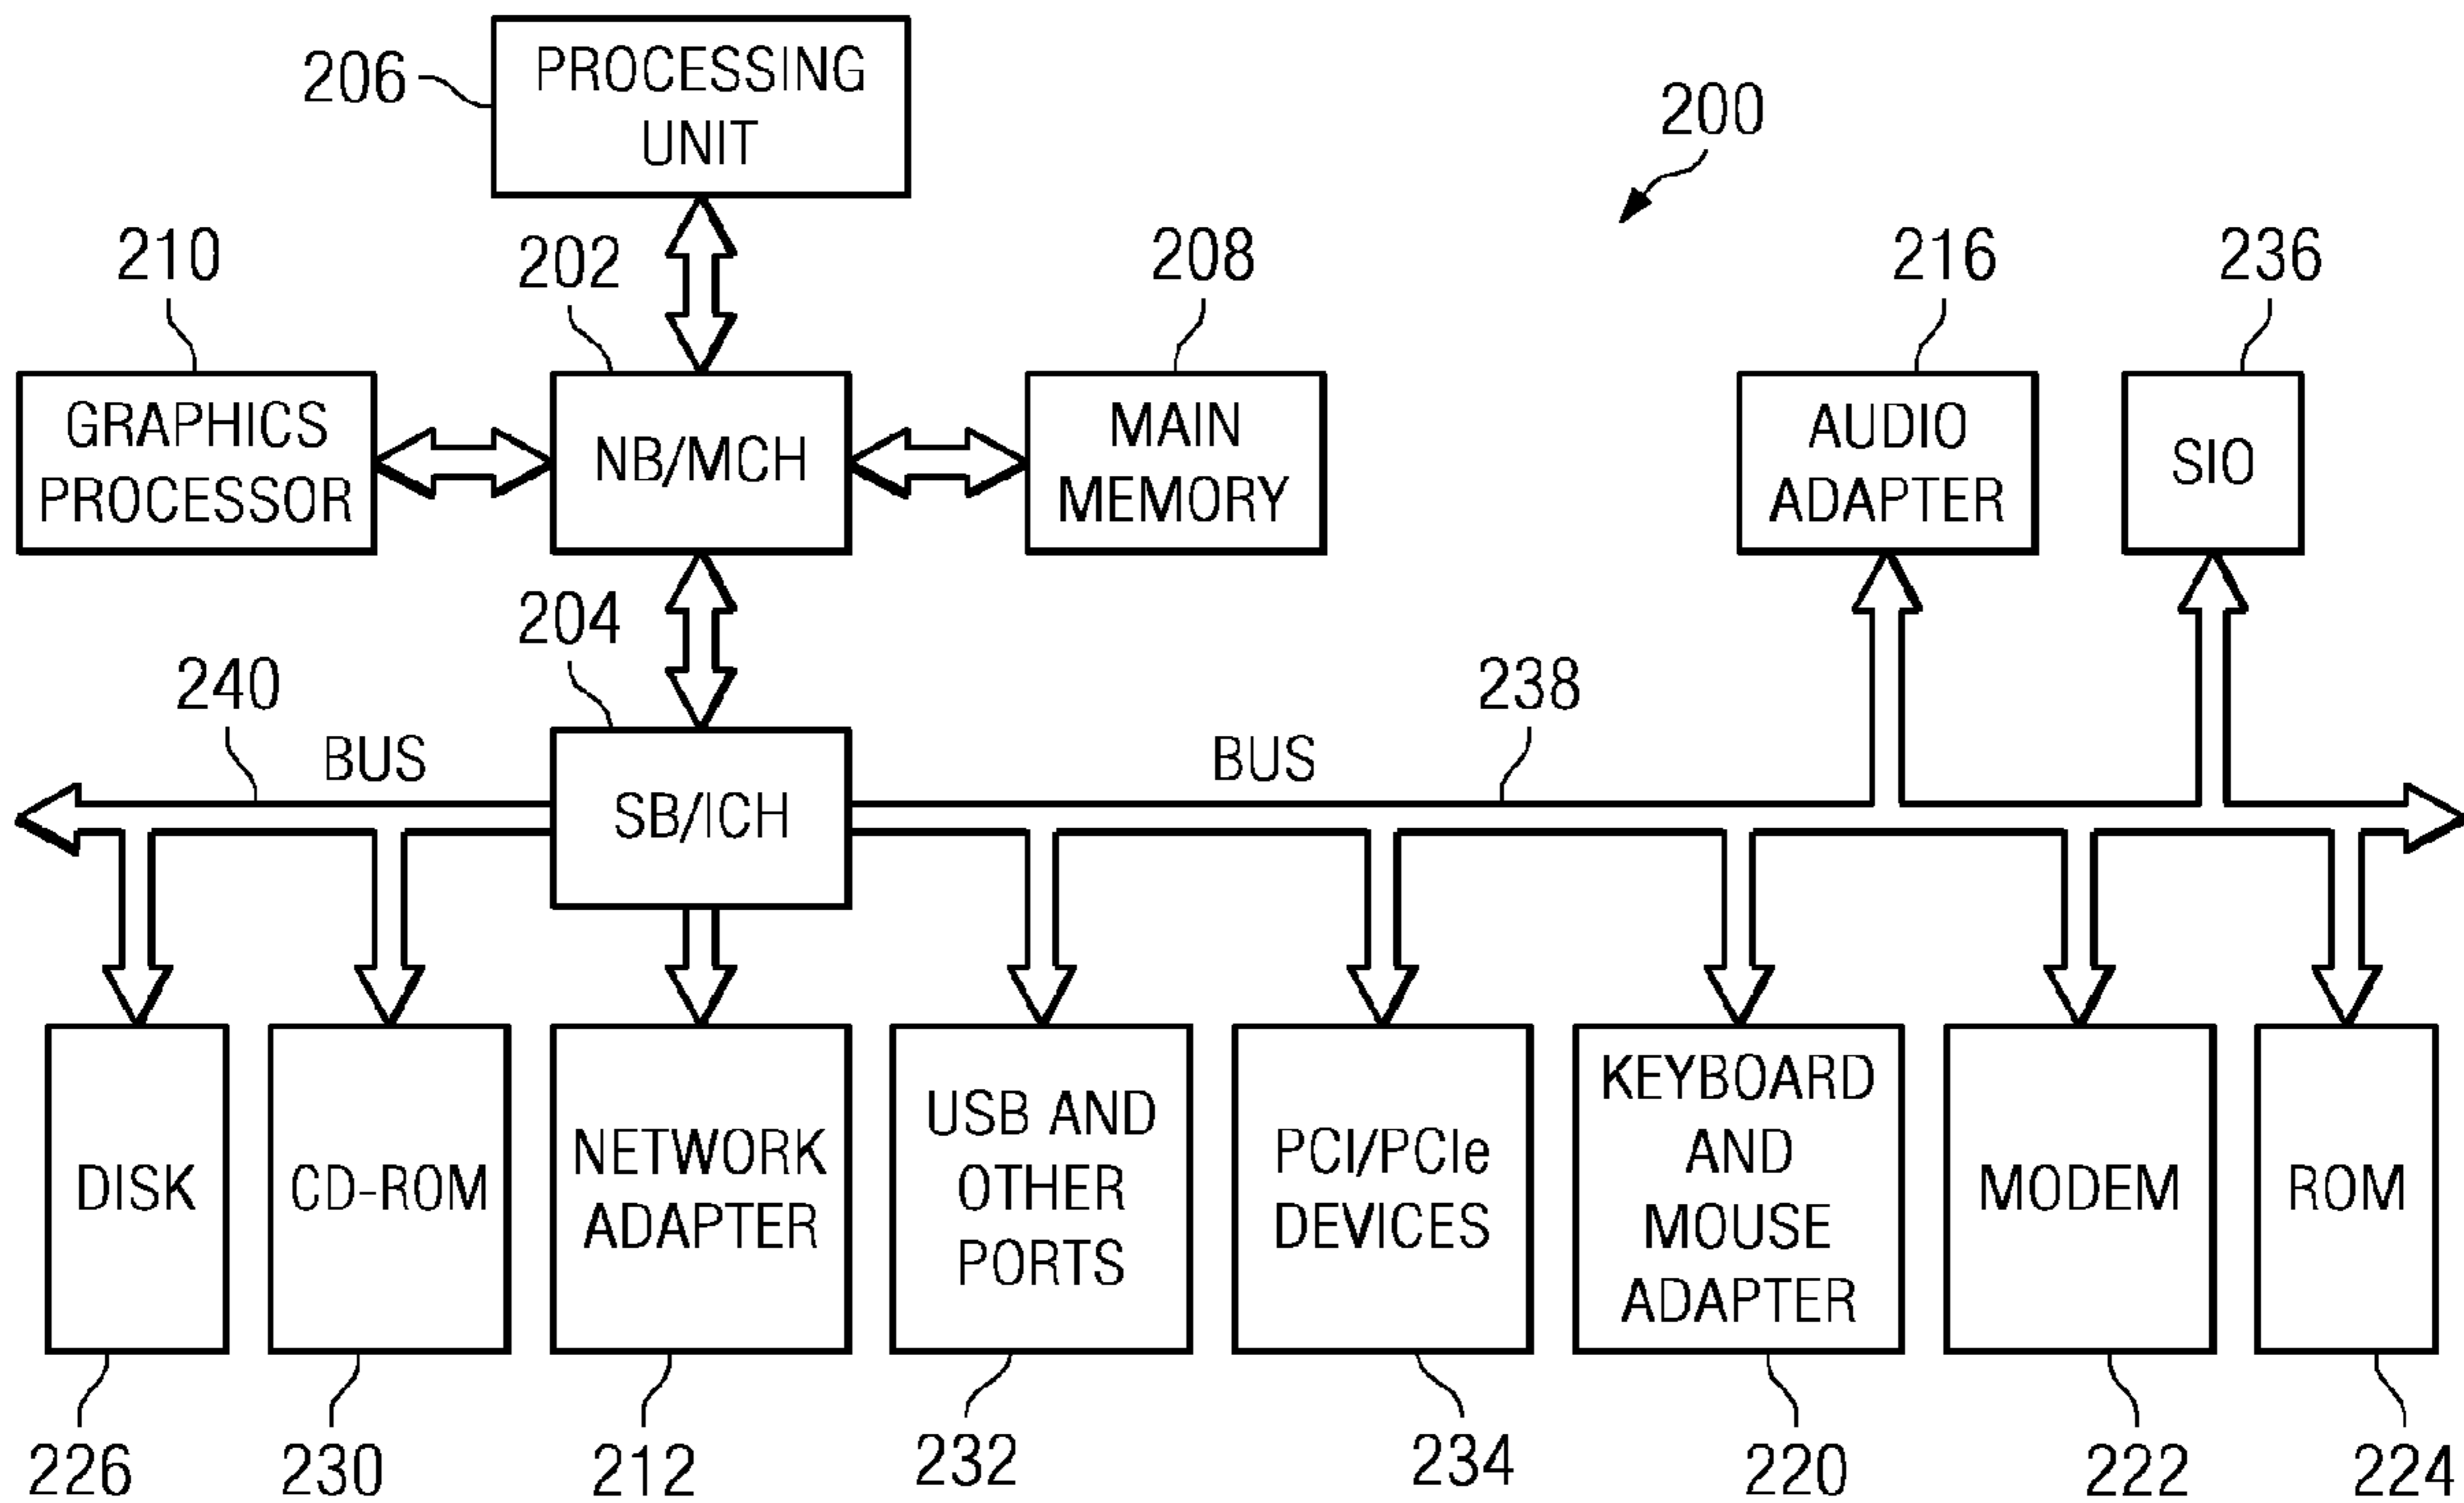 PROCESSING
UNIT
206
200
210
202
208
216
236
GRAPHICS
PROCESSOR
NB/MCH
MAIN
MEMORY
AUDIO
ADAPTER
SIO
204
240
238
BUS
BUS
SB/ICH
DISK
CD-ROM
NETWORK
ADAPTER
USB AND
OTHER
PORTS
PCI/PCIe
DEVICES
KEYBOARD
AND
MOUSE
ADAPTER
MODEM
ROM
226
230
212
232
234
220
222
224